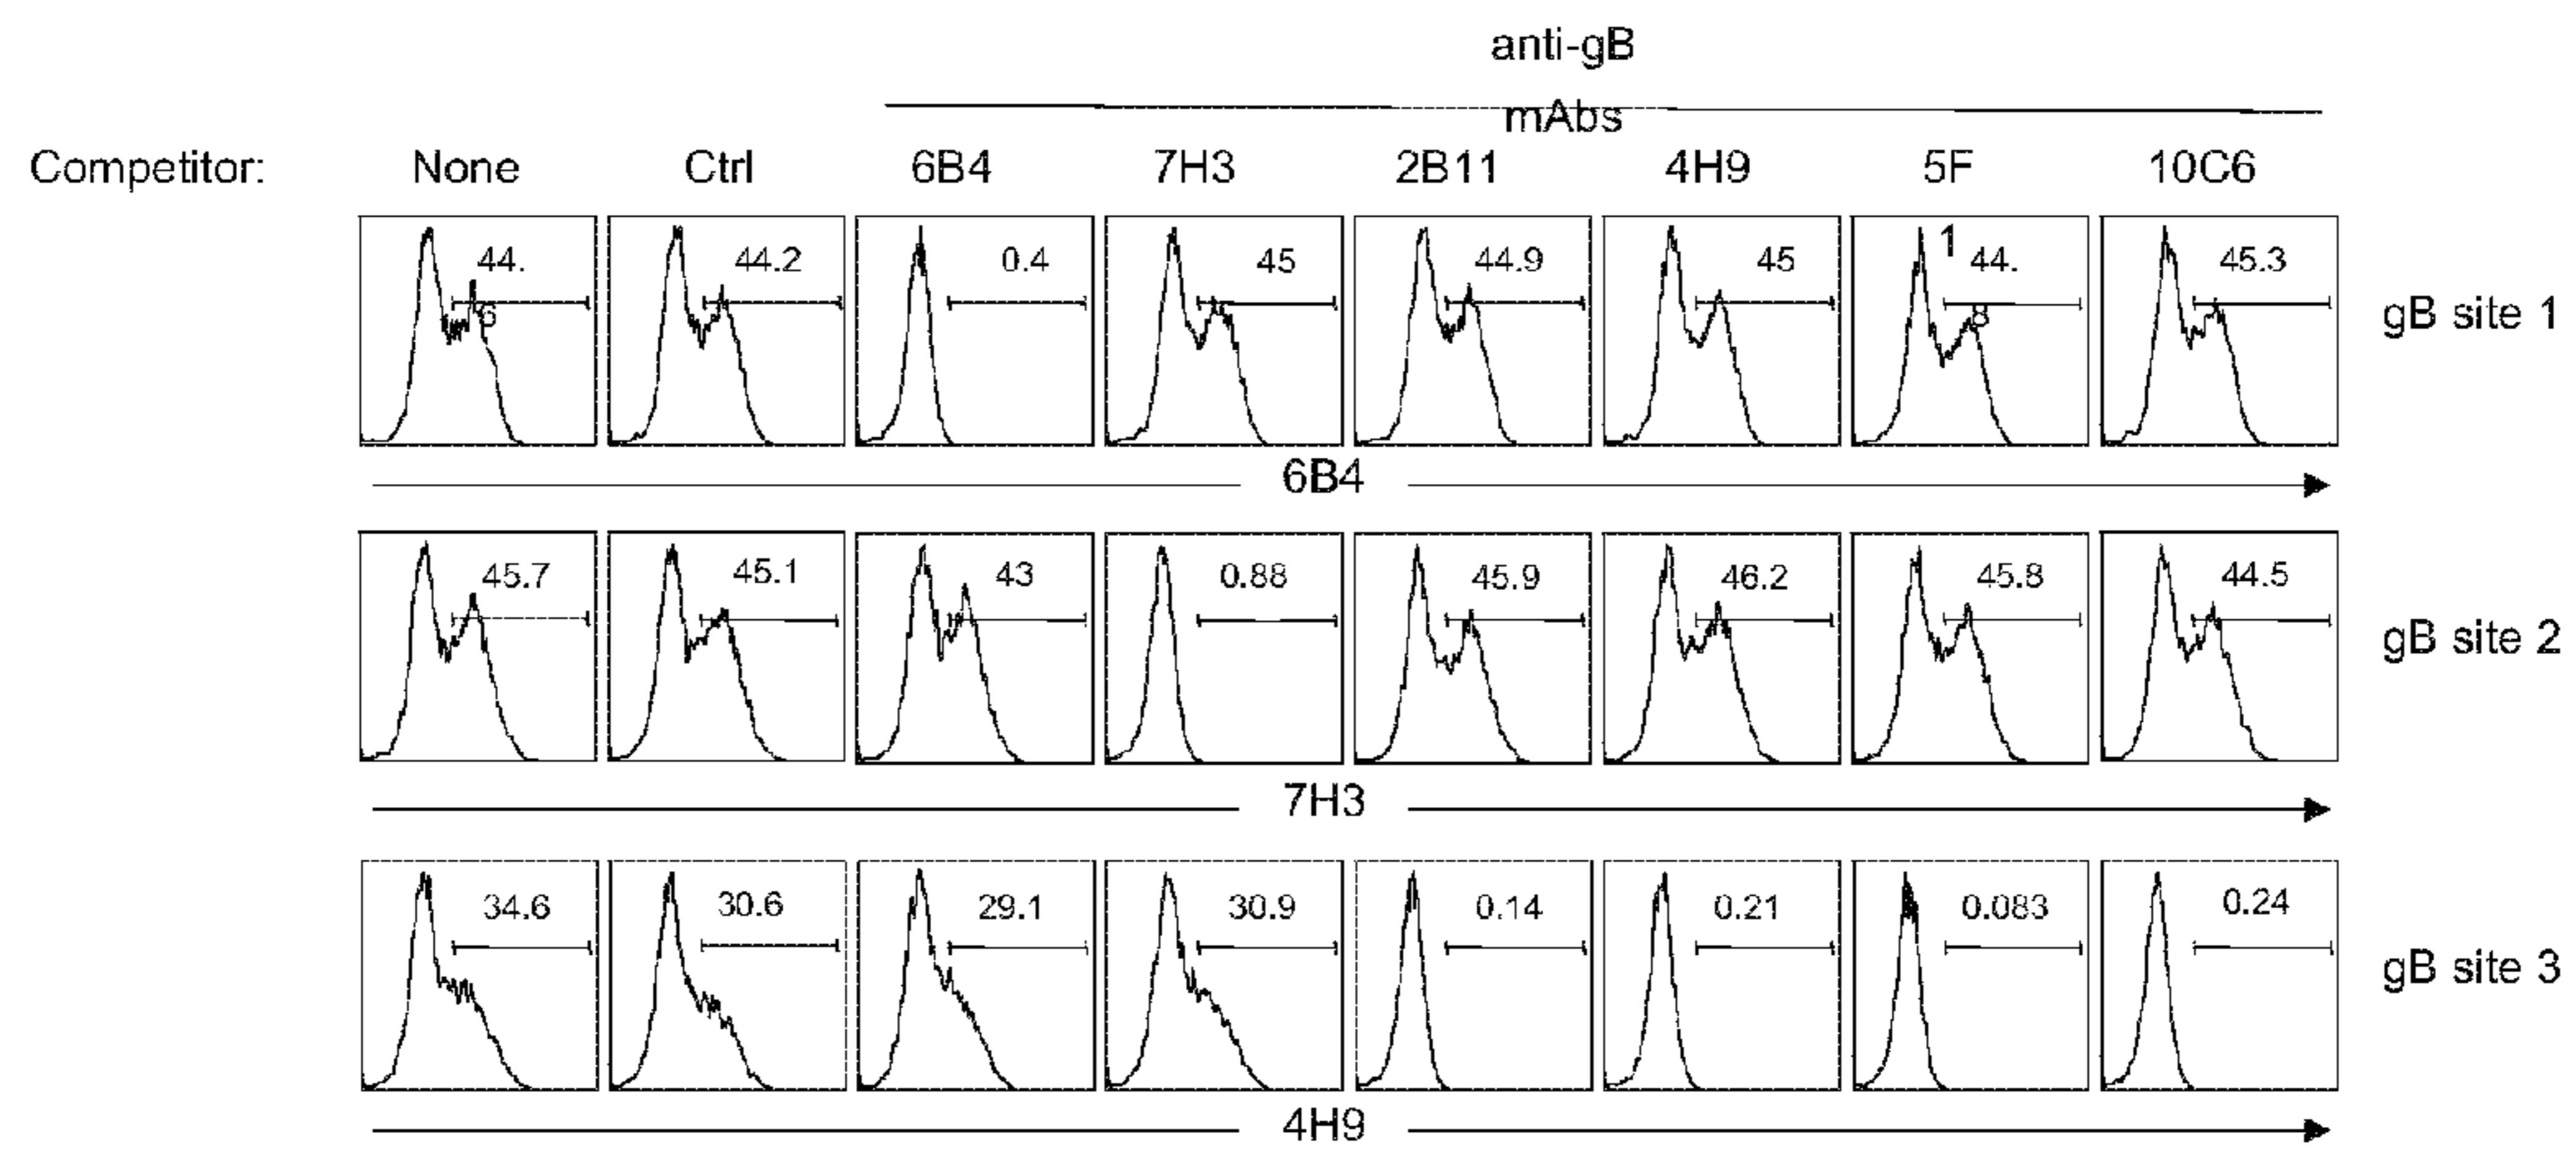 anti-gB
mAbs
Competitor: None Ctrl 6B4 7H3 2B11 4H9 5F 10C6
1
44. 44.2 0.4 45 44.9 45 44. 45.3
6 8
gB site 1
6B4
45.7 45.1 43 0.88 45.9 46.2 45.8 44.5
gB site 2
7H3
34.6 30.6 29.1 30.9 0.14 0.21 0.083 0.24
gB site 3
4H9